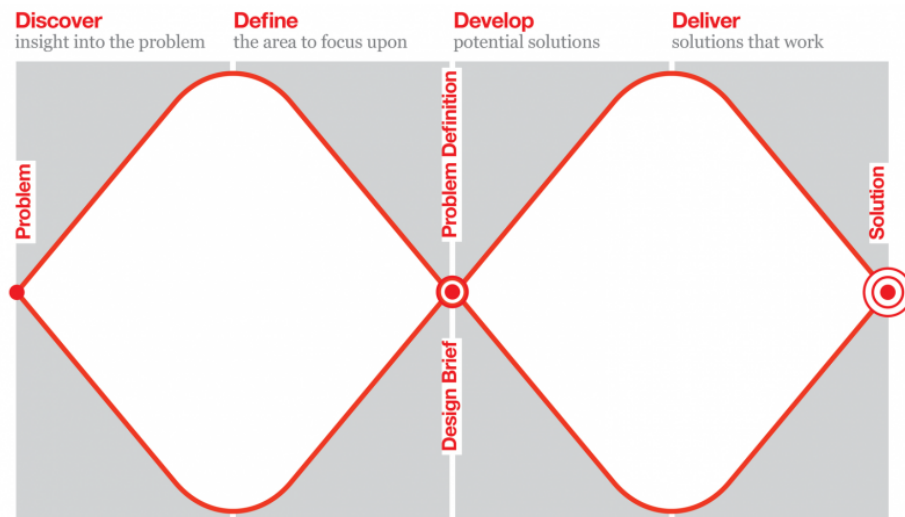 Discover
insight into the problem
Define
the area to focus upon
Develop
potential solutions
Deliver
solutions that work
Problem
Problem Definition
Design Brief
Solution